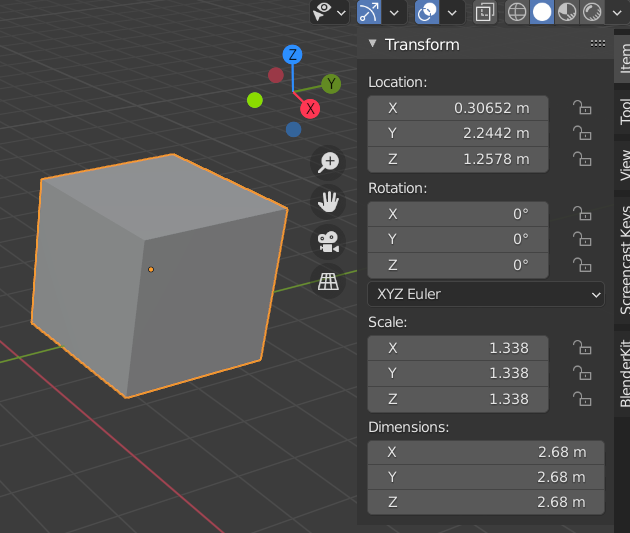 Transform
Location:
X 0.30652 m
Y 2.2442 m
Z 1.2578 m
Rotation:
X 0°
Y 0°
Z 0°
XYZ Euler
Scale:
X 1.338
Y 1.338
Z 1.338
Dimensions:
X 2.68 m
Y 2.68 m
Z 2.68 m
Z
Y
X
Item
Tool
View
Screencast Keys
BlenderKit